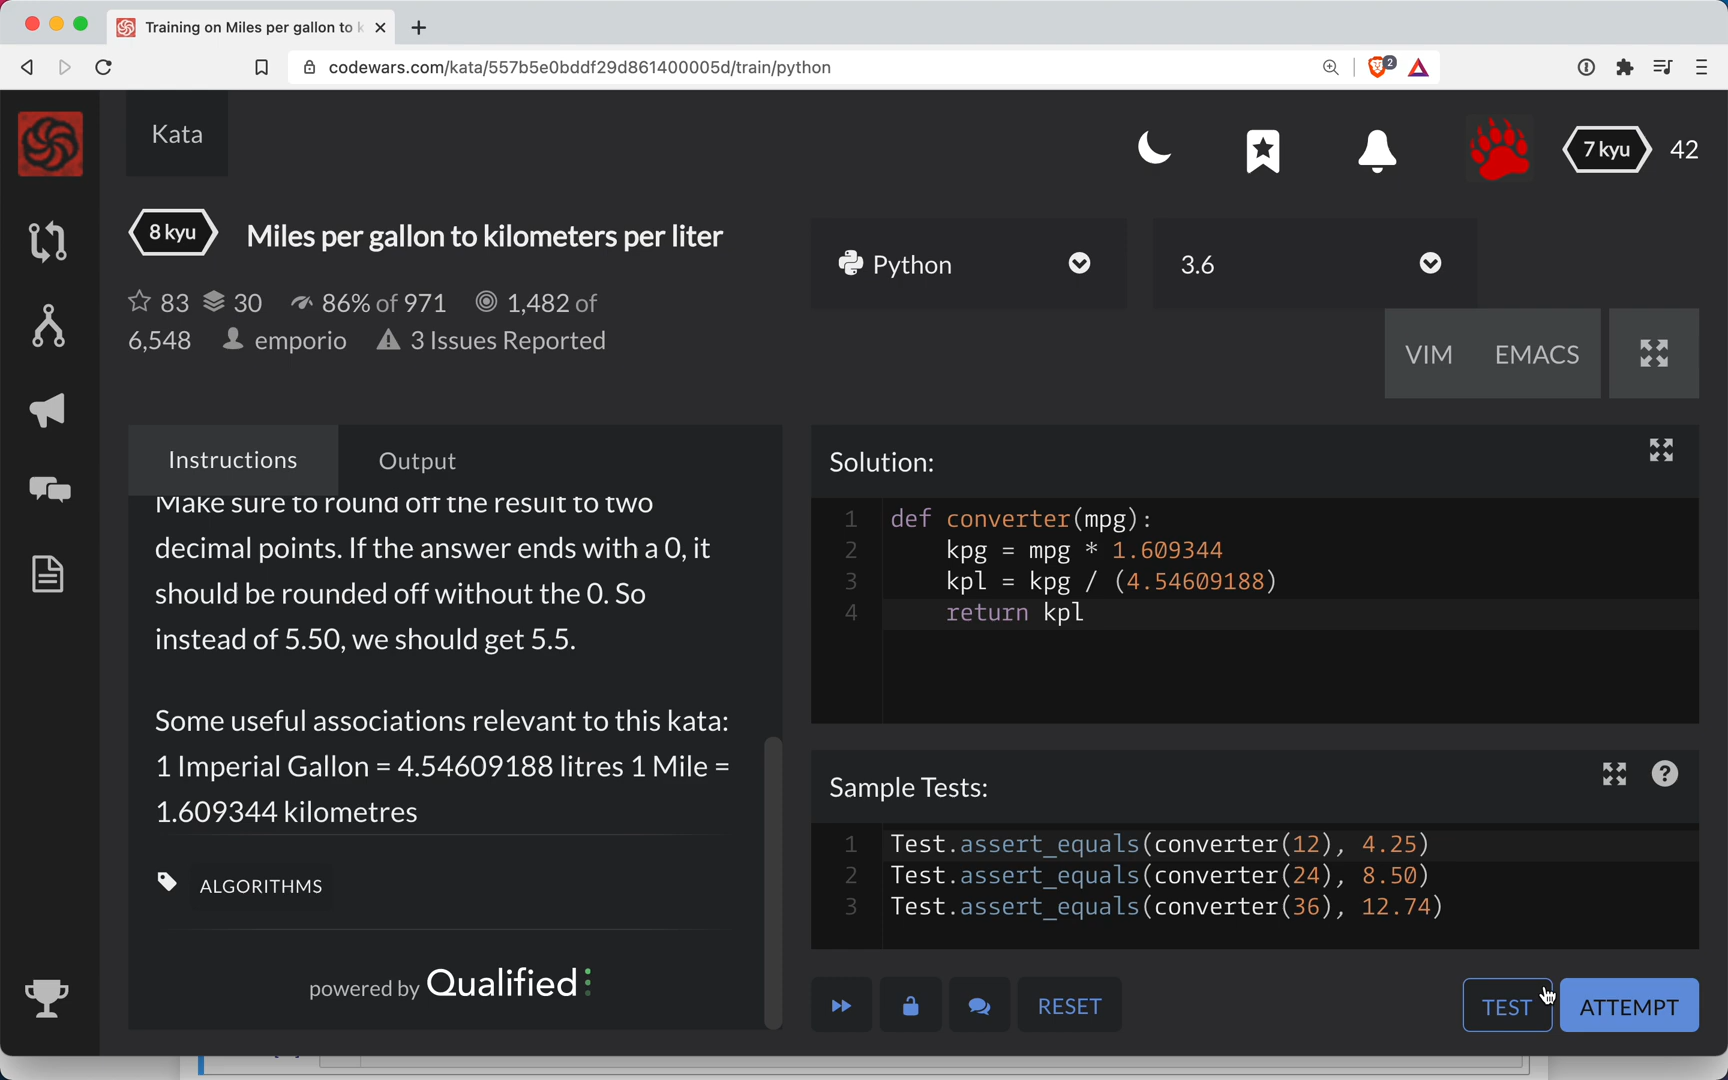 Training on Miles per gallon to k
codewars.com/kata/557b5e0bddf29d861400005d/train/python
2
Kata
7 kyu
42
8 kyu
Miles per gallon to kilometers per liter
83 30 86% of 971 1,482 of
6,548 emporio 3 Issues Reported
Python
3.6
VIM
EMACS
Instructions
Output
Make sure to round off the result to two
decimal points. If the answer ends with a 0, it
should be rounded off without the 0. So
instead of 5.50, we should get 5.5.
Some useful associations relevant to this kata:
1 Imperial Gallon = 4.54609188 litres 1 Mile =
1.609344 kilometres
ALGORITHMS
powered by Qualified
Solution:
1 def converter(mpg):
2 kpg = mpg * 1.609344
3 kpl = kpg / (4.54609188)
4 return kpl
Sample Tests:
?
1 Test.assert_equals(converter(12), 4.25)
2 Test.assert_equals(converter(24), 8.50)
3 Test.assert_equals(converter(36), 12.74)
RESET
TEST
ATTEMPT